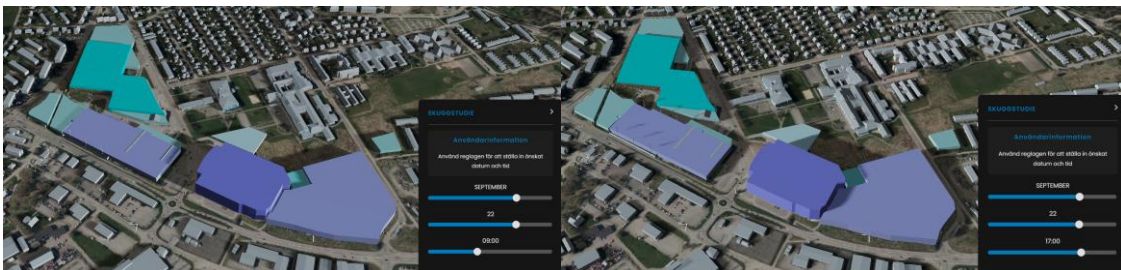 SKUGGSTUDIE
Användarinformation
Använd reglagen för att ställa in önskat
datum och tid
SEPTEMBER
22
09:00
SKUGGSTUDIE
Användarinformation
Använd reglagen för att ställa in önskat
datum och tid
SEPTEMBER
22
17:00